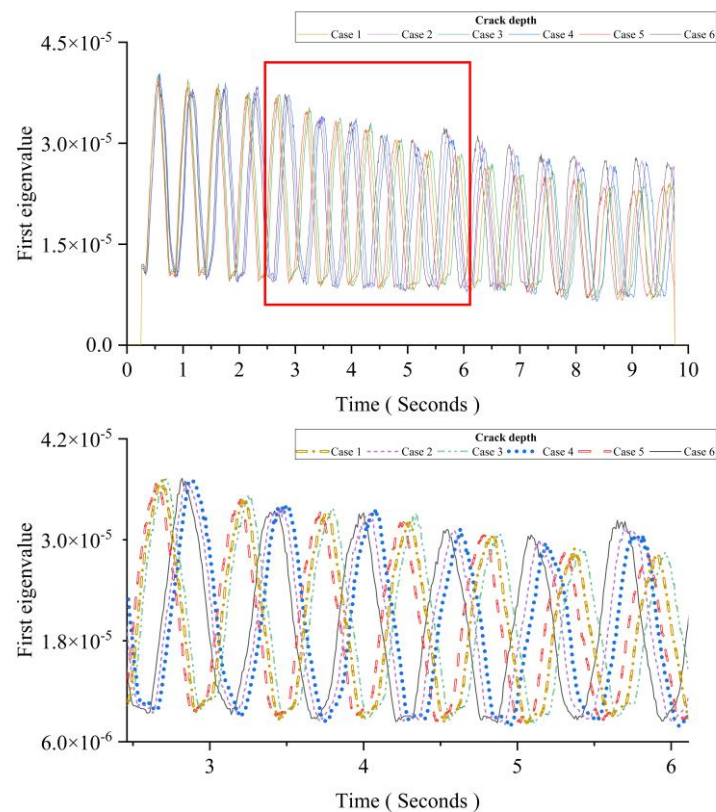 Crack depth
Case 1 Case 2 Case 3 Case 4 Case 5 Case 6
4.5×10⁻⁵
3.0×10⁻⁵
1.5×10⁻⁵
0.0
First eigenvalue
0 1 2 3 4 5 6 7 8 9 10
Time ( Seconds )
Crack depth
Case 1 Case 2 Case 3 Case 4 Case 5 Case 6
4.2×10⁻⁵
3.0×10⁻⁵
1.8×10⁻⁵
6.0×10⁻⁶
First eigenvalue
3 4 5 6
Time ( Seconds )